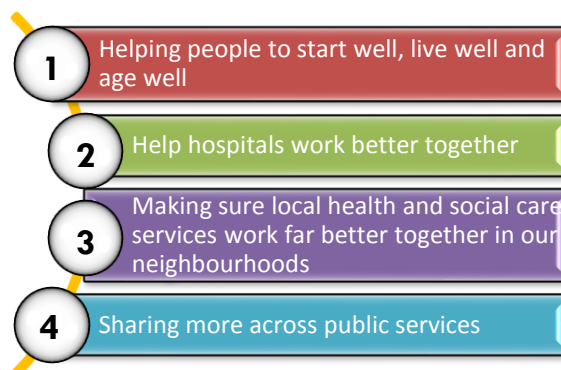 1
Helping people to start well, live well and
age well
2
Help hospitals work better together
3
Making sure local health and social care
services work far better together in our
neighbourhoods
4
Sharing more across public services